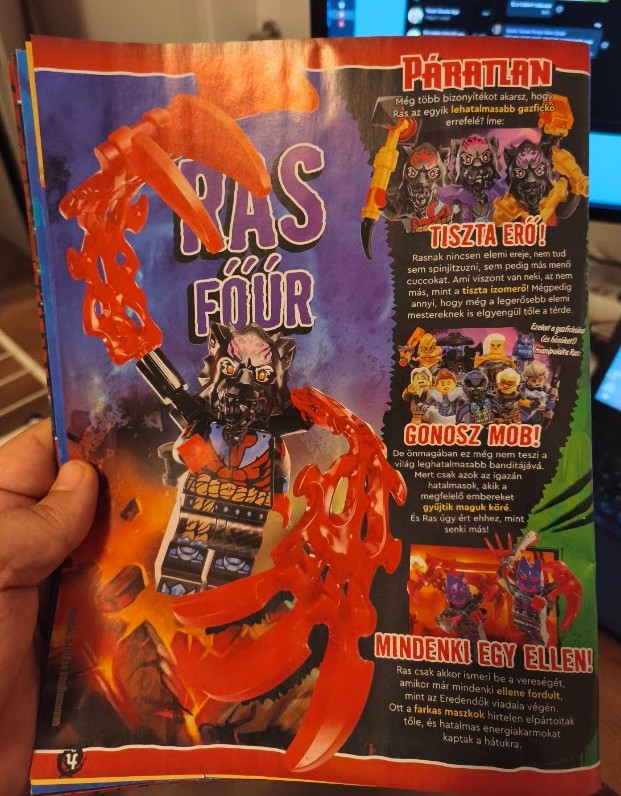 RAS
FŐÚR
PÁRATLAN
Még több bizonyítékot akarsz, hogy
Ras az egyik lehatalmasabb gazfickó
errefelé? Íme:
TISZTA ERŐ!
Rasnak nincsen elemi ereje, nem tud
sem spinjitzuzni, sem pedig más menő
cuccokat. Ami viszont van neki, az nem
más, mint a tiszta izomerő! Mégpedig
annyi, hogy még a legerősebb elemi
mestereknek is elgyengül tőle a térde.
Ezeket a gazfickókat
(és hősöket!)
manipulálta Ras:
GONOSZ MOB!
De önmagában ez még nem teszi a
világ leghatalmasabb banditájává.
Mert csak azok az igazán
hatalmasok, akik a
megfelelő embereket
gyűjtik maguk köré.
És Ras úgy ért ehhez, mint
senki más!
MINDENKI EGY ELLEN!
Ras csak akkor ismeri be a vereségét,
amikor már mindenki ellene fordult,
mint az Eredendők viadala végén.
Ott a farkas maszkok hirtelen elpártoltak
tőle, és hatalmas energiakarmokat
kaptak a hátukra.
4